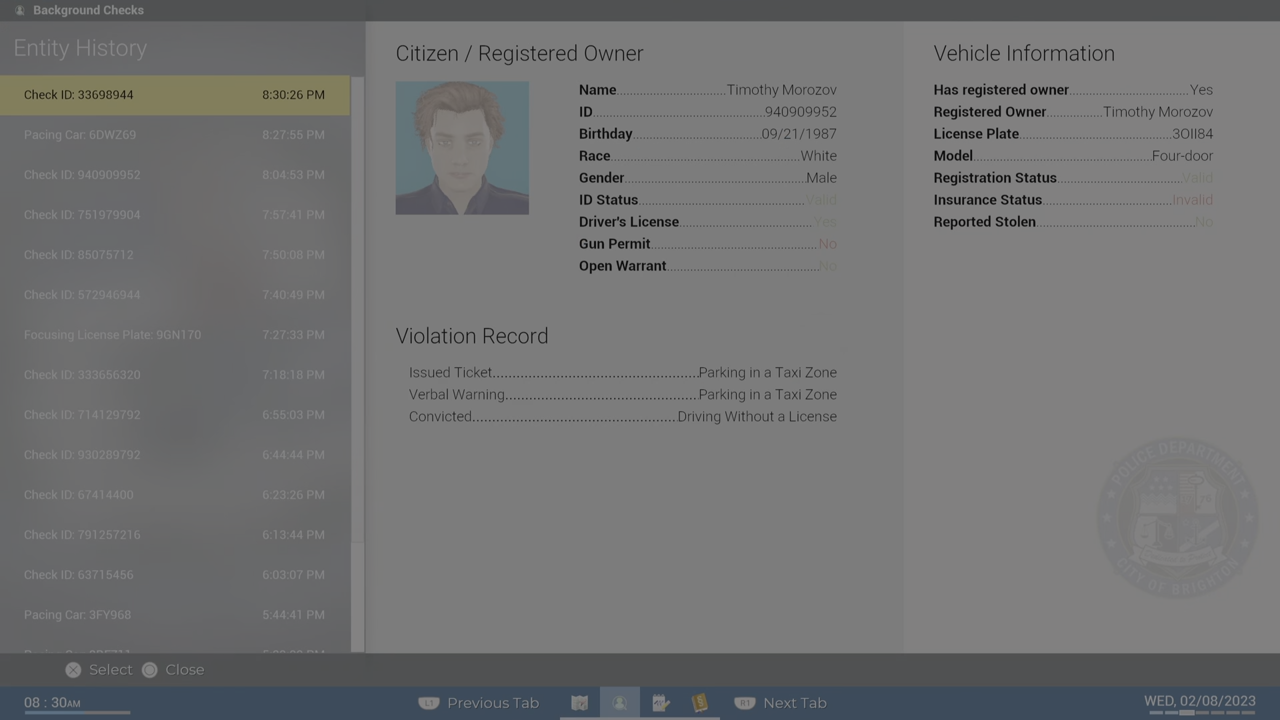 Background Checks
Entity History
Check ID: 33698944 8:30:26 PM
Pacing Car: 6DWZ69 8:27:55 PM
Check ID: 940909952 8:04:53 PM
Check ID: 751979904 7:57:41 PM
Check ID: 85075712 7:50:08 PM
Check ID: 572946944 7:40:49 PM
Focusing License Plate: 9GN170 7:27:33 PM
Check ID: 333656320 7:18:18 PM
Check ID: 714129792 6:55:03 PM
Check ID: 930289792 6:44:44 PM
Check ID: 67414400 6:23:26 PM
Check ID: 791257216 6:13:44 PM
Check ID: 63715456 6:03:07 PM
Pacing Car: 3FY968 5:44:41 PM
Citizen / Registered Owner
Name Timothy Morozov
ID 940909952
Birthday 09/21/1987
Race White
Gender Male
ID Status Valid
Driver's License Yes
Gun Permit No
Open Warrant No
Violation Record
Issued Ticket Parking in a Taxi Zone
Verbal Warning Parking in a Taxi Zone
Convicted Driving Without a License
Vehicle Information
Has registered owner Yes
Registered Owner Timothy Morozov
License Plate 3OII84
Model Four-door
Registration Status Valid
Insurance Status Invalid
Reported Stolen No
POLICE DEPARTMENT
CITY OF BRIGHTON
Select Close
08 : 30AM
L1 Previous Tab
R1 Next Tab
WED, 02/08/2023